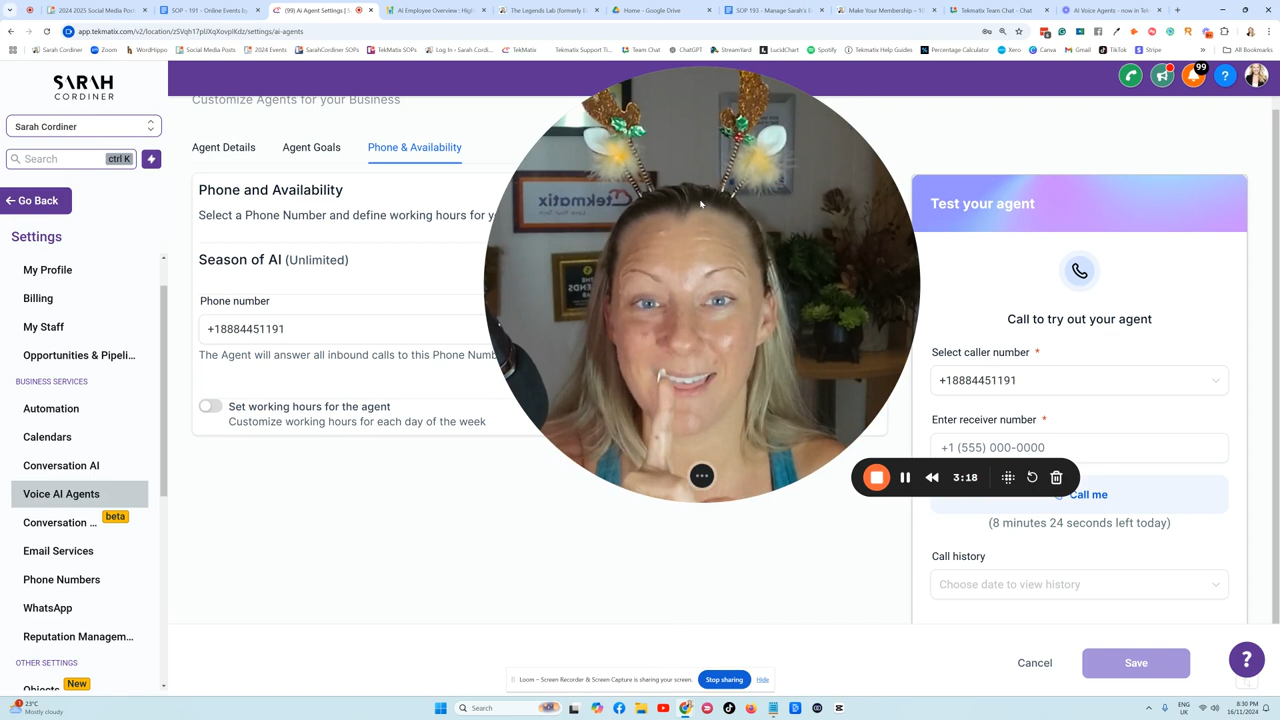 2024 2025 Social Media Post
SOP - 191 - Online Events [c
(99) Ai Agent Settings | S
AI Employee Overview : High
The Legends Lab (formerly E
Home - Google Drive
SOP 193 - Manage Sarah's B
Make Your Membership – 10
Tekmatix Team Chat - Chat
AI Voice Agents - now in Te
app.tekmatix.com/v2/location/
/settings/ai-agents
Sarah Cordiner
Zoom
WordHippo
Social Media Posts
2024 Events
SarahCordiner SOPs
TekMatix SOPs
Log In ‹ Sarah Cordi...
TekMatix
Tekmatix Support Ti...
Team Chat
ChatGPT
StreamYard
LucidChart
Spotify
Tekmatix Help Guides
Percentage Calculator
Xero
Canva
Gmail
TikTok
Stripe
All Bookmarks
SARAH
CORDINER
99
?
Customize Agents for your Business
Sarah Cordiner
Search
ctrl K
Go Back
Settings
My Profile
Billing
My Staff
Opportunities & Pipeli...
BUSINESS SERVICES
Automation
Calendars
Conversation AI
Voice AI Agents
Conversation ...
beta
Email Services
Phone Numbers
WhatsApp
Reputation Managem...
OTHER SETTINGS
Objects
New
Agent Details
Agent Goals
Phone & Availability
Phone and Availability
Select a Phone Number and define working hours for y
Season of AI (Unlimited)
Phone number
+18884451191
The Agent will answer all inbound calls to this Phone Numb
Set working hours for the agent
Customize working hours for each day of the week
tekmatix
THE
LEGENDS
LAB
Test your agent
Call to try out your agent
Select caller number *
+18884451191
Enter receiver number *
+1 (555) 000-0000
3:18
Call me
(8 minutes 24 seconds left today)
Call history
Choose date to view history
Cancel
Save
?
Loom – Screen Recorder & Screen Capture is sharing your screen.
Stop sharing
Hide
1
23°C
Mostly cloudy
Search
ENG
UK
8:30 PM
16/11/2024